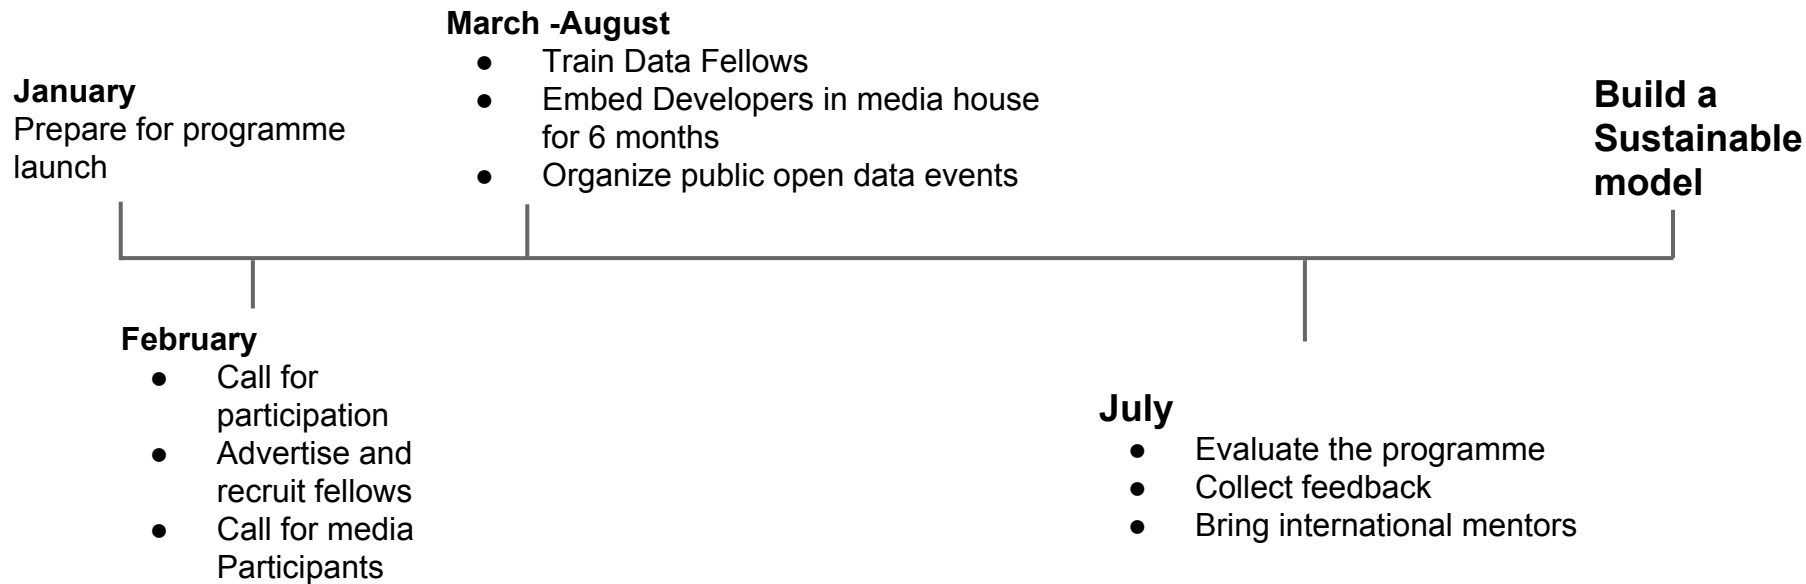 January
Prepare for programme
launch
March -August
● Train Data Fellows
● Embed Developers in media house
for 6 months
● Organize public open data events
Build a
Sustainable
model
February
● Call for
participation
● Advertise and
recruit fellows
● Call for media
Participants
July
● Evaluate the programme
● Collect feedback
● Bring international mentors